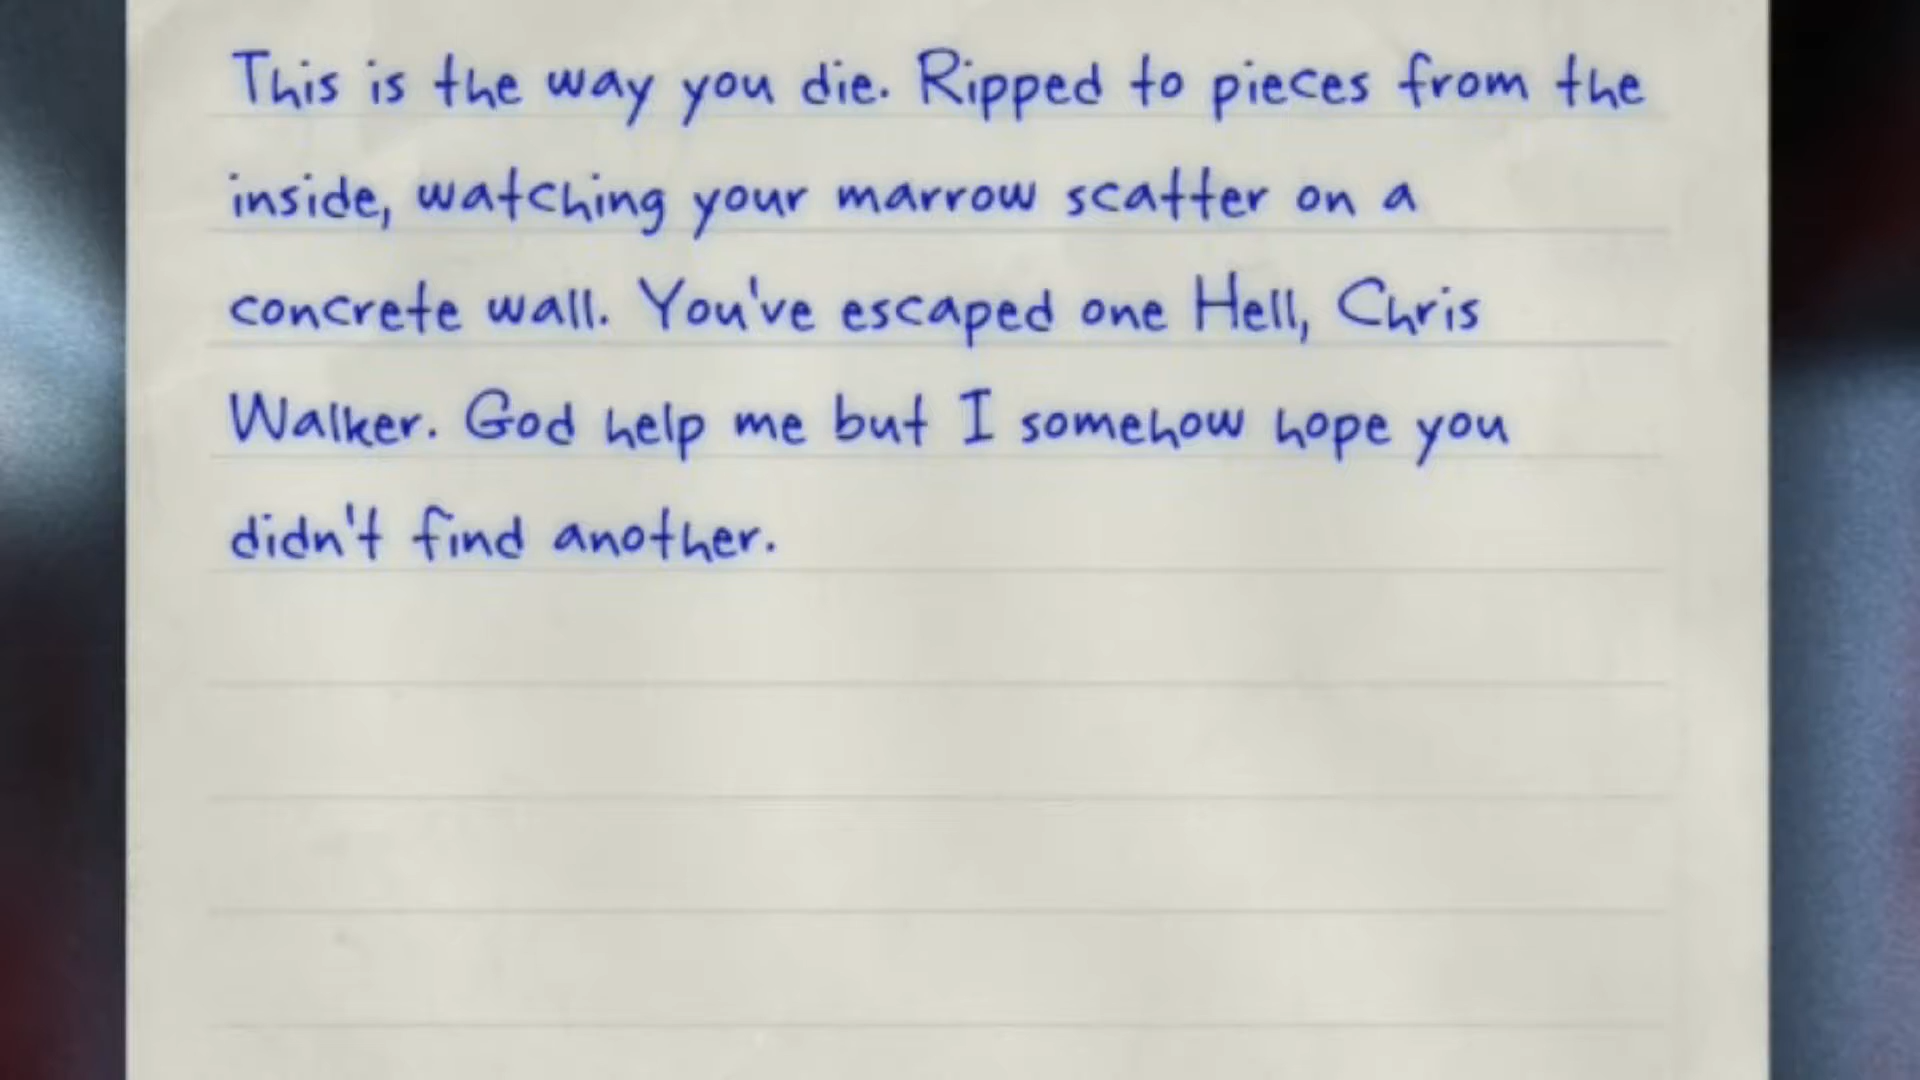 This is the way you die. Ripped to pieces from the
inside, watching your marrow scatter on a
concrete wall. You've escaped one Hell, Chris
Walker. God help me but I somehow hope you
didn't find another.